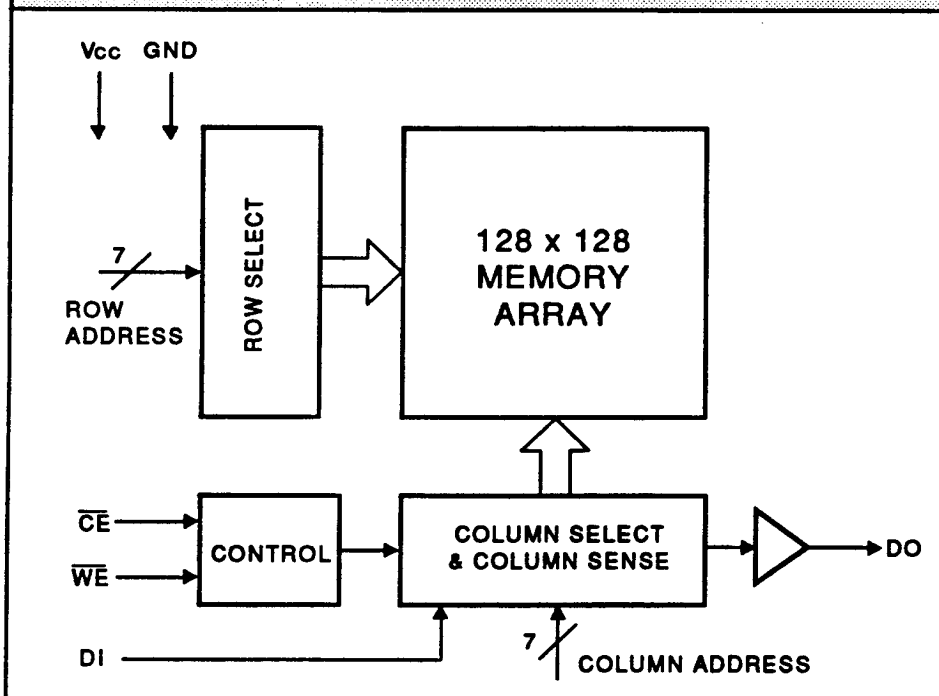 Vcc GND
7
ROW
ADDRESS
ROW SELECT
128 x 128
MEMORY
ARRAY
CE
WE
CONTROL
COLUMN SELECT
& COLUMN SENSE
DO
DI
7
COLUMN ADDRESS